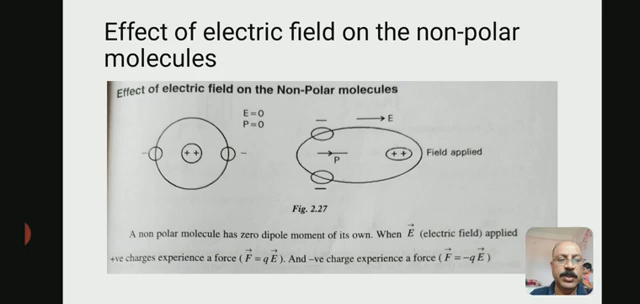 Effect of electric field on the non-polar
molecules
Effect of electric field on the Non-Polar molecules
E=0
P=0
E
P
Field applied
Fig. 2.27
A non polar molecule has zero dipole moment of its own. When E⃗ (electric field) applied
+ve charges experience a force (F⃗ = qE⃗). And –ve charge experience a force (F⃗ = –qE⃗)